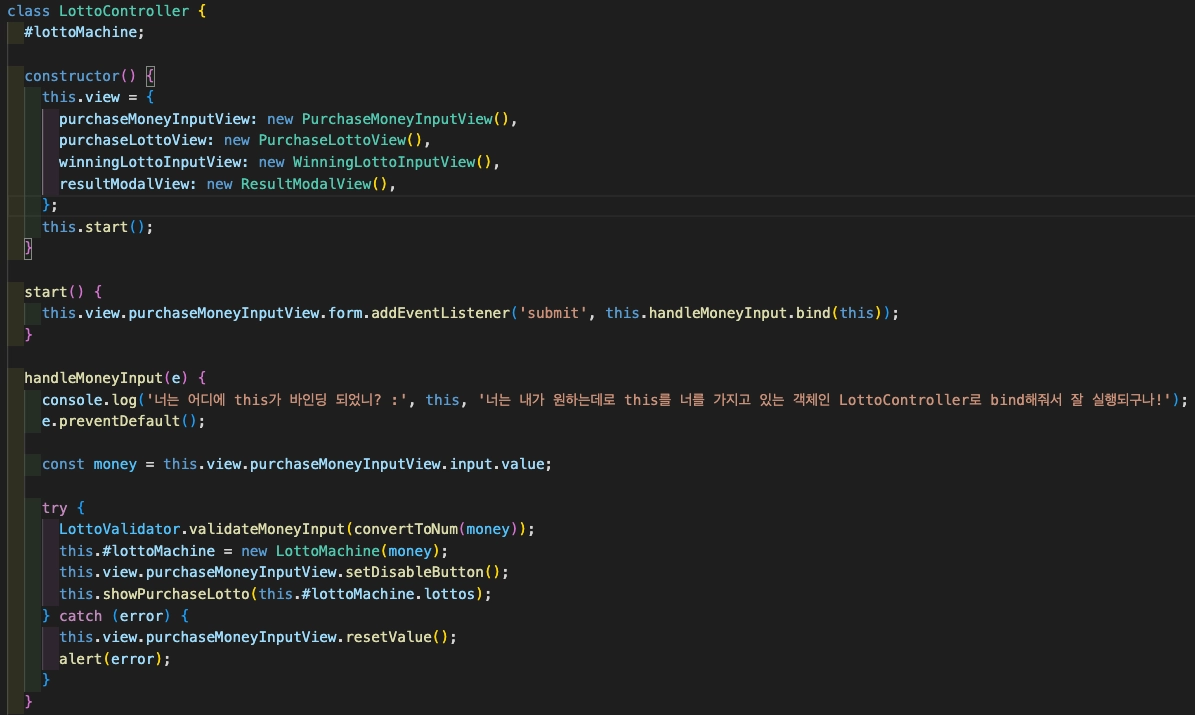 class LottoController {
#lottoMachine;
constructor() {
this.view = {
purchaseMoneyInputView: new PurchaseMoneyInputView(),
purchaseLottoView: new PurchaseLottoView(),
winningLottoInputView: new WinningLottoInputView(),
resultModalView: new ResultModalView(),
};
this.start();
}
start() {
this.view.purchaseMoneyInputView.form.addEventListener('submit', this.handleMoneyInput.bind(this));
}
handleMoneyInput(e) {
console.log('너는 어디에 this가 바인딩 되었니? :', this, '너는 내가 원하는데로 this를 너를 가지고 있는 객체인 LottoController로 bind해줘서 잘 실행되구나!');
e.preventDefault();
const money = this.view.purchaseMoneyInputView.input.value;
try {
LottoValidator.validateMoneyInput(convertToNum(money));
this.#lottoMachine = new LottoMachine(money);
this.view.purchaseMoneyInputView.setDisableButton();
this.showPurchaseLotto(this.#lottoMachine.lottos);
} catch (error) {
this.view.purchaseMoneyInputView.resetValue();
alert(error);
}
}